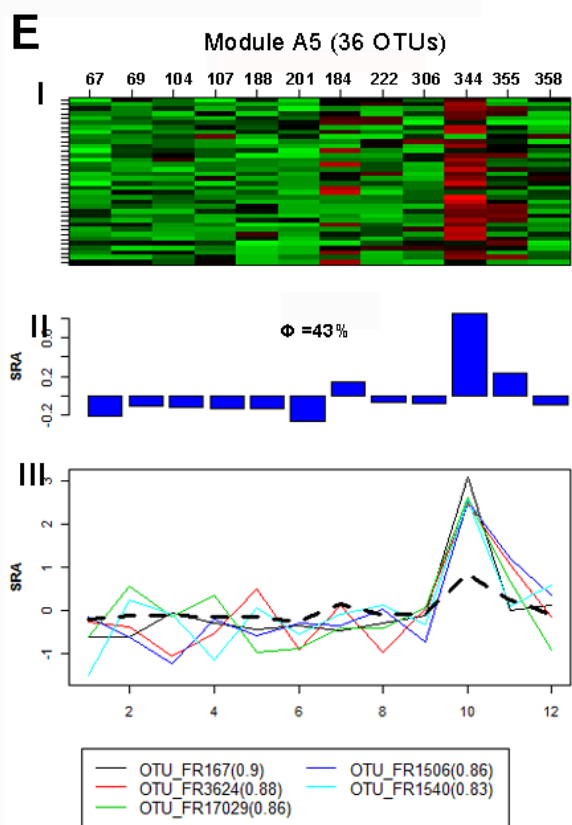 E
Module A5 (36 OTUs)
67 69 104 107 188 201 184 222 306 344 355 358
I
II
Φ =43%
SRA
0.2
-0.2
III
SRA
3
2
1
0
-1
2 4 6 8 10 12
OTU_FR167(0.9) OTU_FR1506(0.86)
OTU_FR3624(0.88) OTU_FR1540(0.83)
OTU_FR17029(0.86)